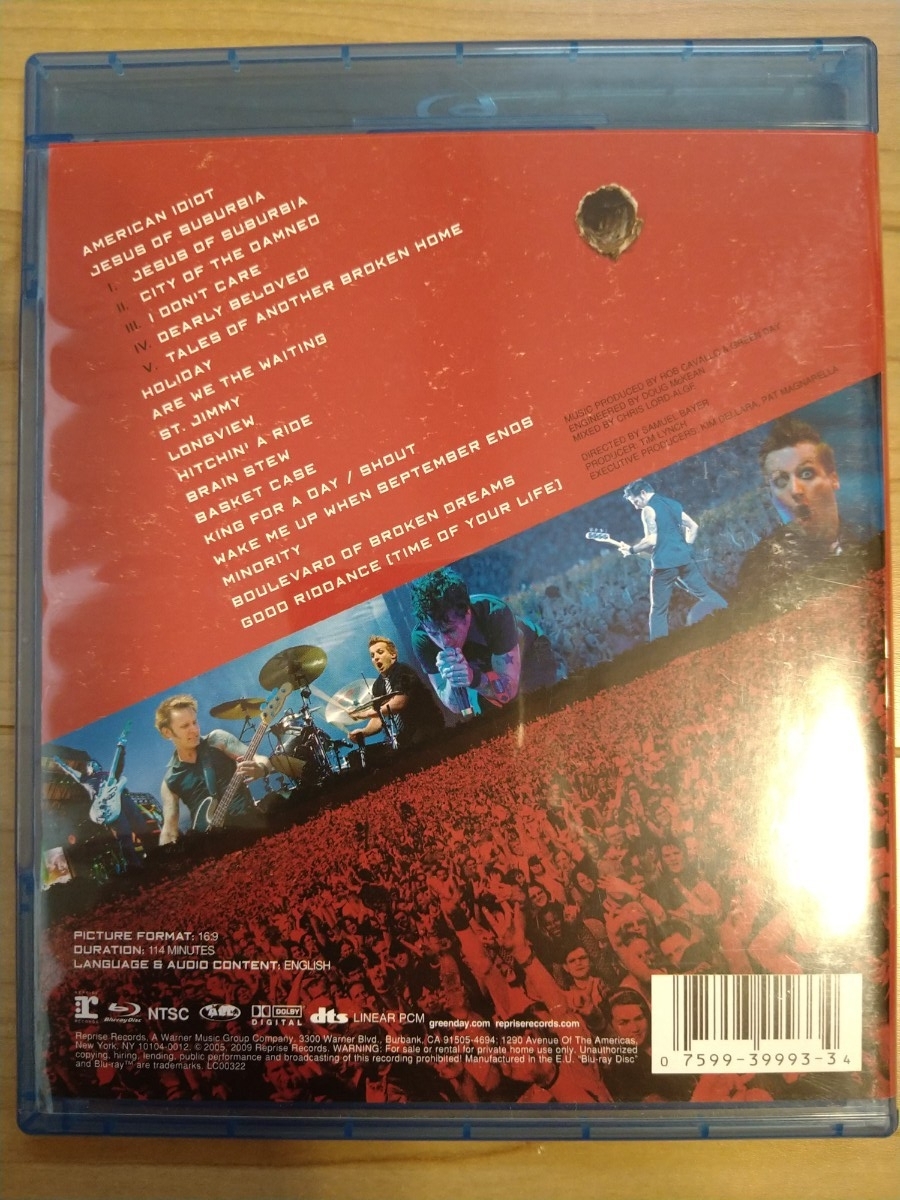 AMERICAN IDIOT
JESUS OF SUBURBIA
I. JESUS OF SUBURBIA
II. CITY OF THE DAMNED
III. I DON'T CARE
IV. DEARLY BELOVED
V. TALES OF ANOTHER BROKEN HOME
HOLIDAY
ARE WE THE WAITING
ST. JIMMY
LONGVIEW
HITCHIN' A RIDE
BRAIN STEW
BASKET CASE
KING FOR A DAY / SHOUT
WAKE ME UP WHEN SEPTEMBER ENDS
MINORITY
BOULEVARD OF BROKEN DREAMS
GOOD RIDDANCE (TIME OF YOUR LIFE)
MUSIC PRODUCED BY ROB CAVALLO & GREEN DAY
ENGINEERED BY DOUG McKEAN
MIXED BY CHRIS LORD-ALGE
DIRECTED BY SAMUEL BAYER
PRODUCER: TIM LYNCH
EXECUTIVE PRODUCERS: KIM DELLARA, PAT MAGNARELLA
PICTURE FORMAT: 16:9
DURATION: 114 MINUTES
LANGUAGE & AUDIO CONTENT: ENGLISH
REPRISE r RECORDS Blu-ray Disc NTSC DOLBY DIGITAL dts LINEAR PCM greenday.com repriserecords.com
Reprise Records, A Warner Music Group Company, 3300 Warner Blvd., Burbank, CA 91505-4694; 1290 Avenue Of The Americas,
New York, NY 10104-0012. © 2005, 2009 Reprise Records. WARNING: For sale or rental for private home use only. Unauthorized
copying, hiring, lending, public performance and broadcasting of this recording prohibited. Manufactured in the E.U. "Blu-ray Disc"
and Blu-ray™ are trademarks. LC00322
0 7599-39993-3 4